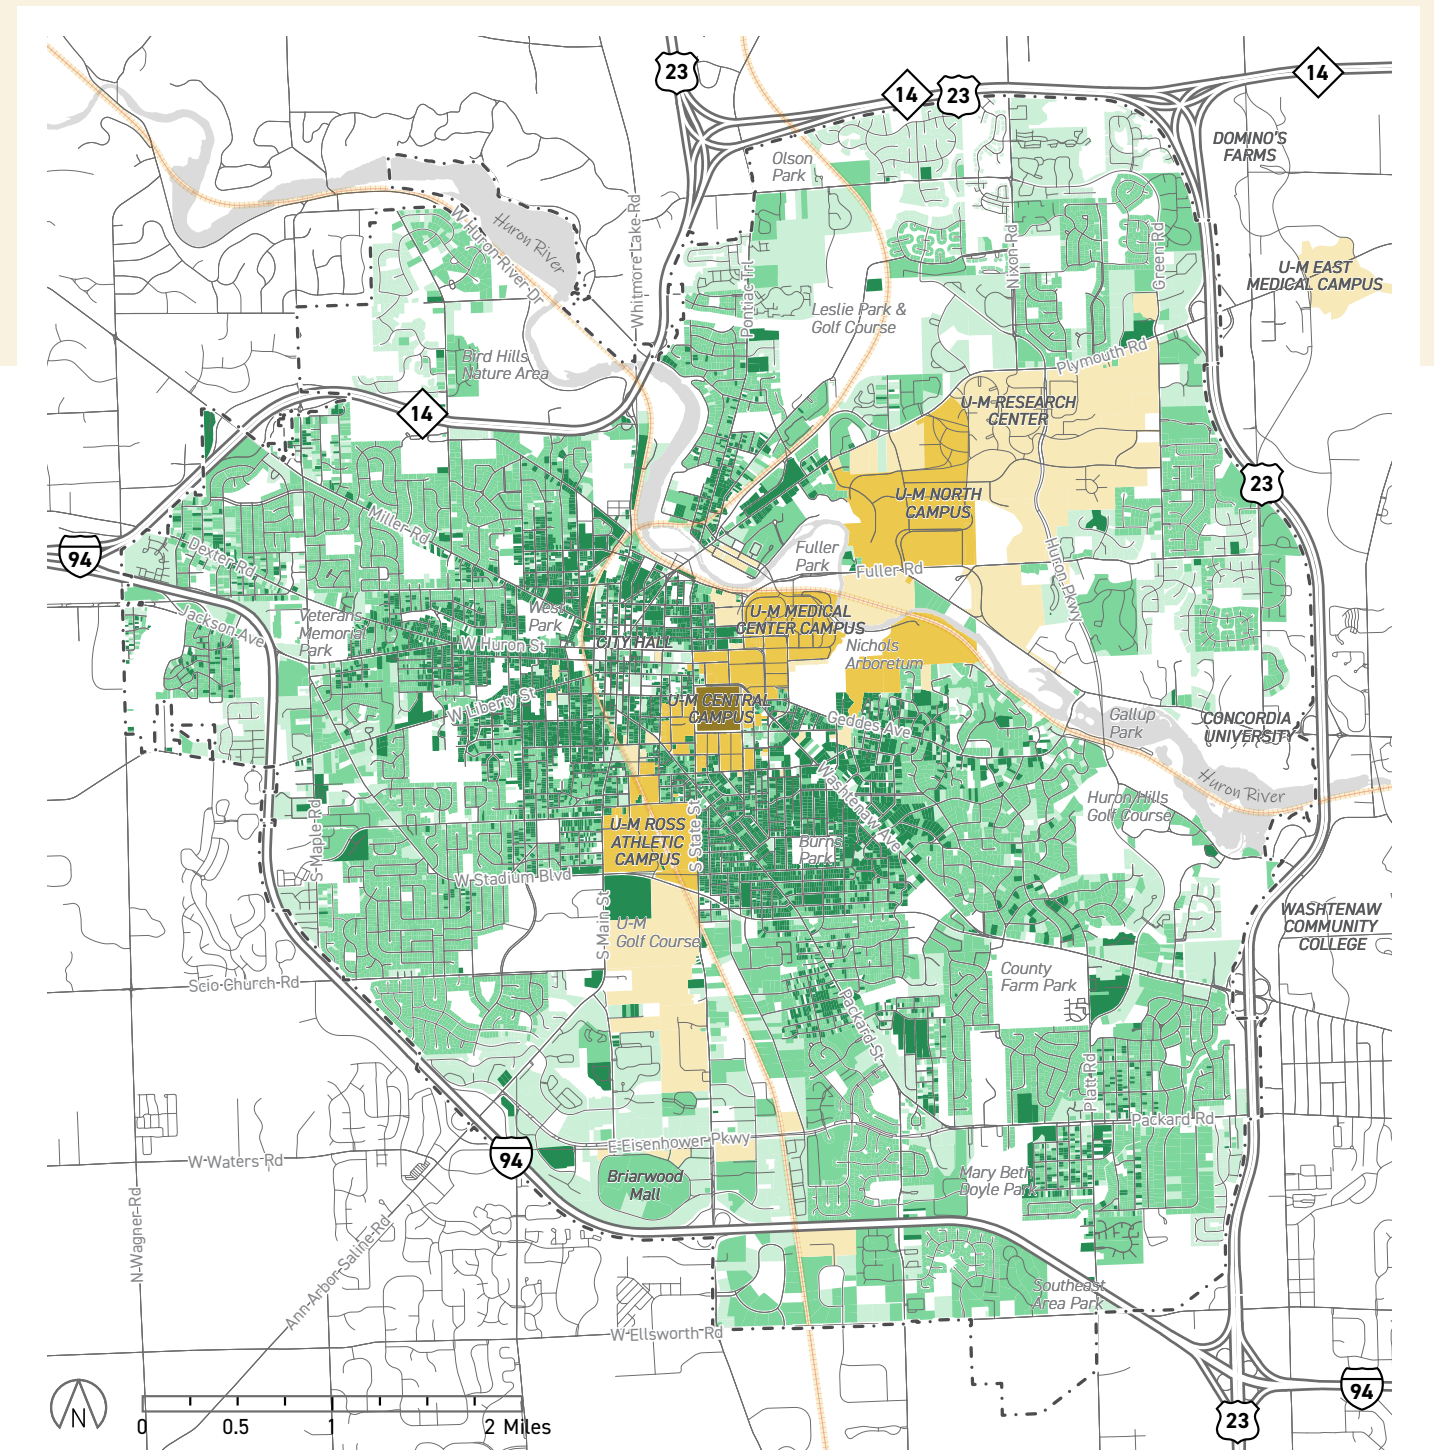 23
14
14
23
DOMINO'S
FARMS
Olson
Park
Whitmore Lake-Rd
W-Huron-River-Dr
Huron River
Nixon-Rd
Green Rd
Pontiac-Trl
U-M EAST
MEDICAL CAMPUS
Leslie Park &
Golf Course
Bird Hills
Nature Area
Plymouth Rd
14
U-M RESEARCH
CENTER
23
U-M NORTH
CAMPUS
Miller-Rd
94
Dexter-Rd
Fuller
Park
Fuller Rd
Huron-Pkwy
Jackson-Ave
Veterans
Memorial
Park
West
Park
W Huron St
CITY HALL
U-M MEDICAL
CENTER CAMPUS
Nichols
Arboretum
W Liberty St
U-M CENTRAL
CAMPUS
Geddes Ave
Gallup
Park
CONCORDIA
UNIVERSITY
Huron River
Washtenaw Ave
Huron Hills
Golf Course
S-Maple-Rd
U-M ROSS
ATHLETIC
CAMPUS
S State St
Burns
Park
W Stadium Blvd
S-Main St
U-M
Golf Course
WASHTENAW
COMMUNITY
COLLEGE
Scio-Church-Rd
County
Farm Park
Packard-St
Platt-Rd
Packard Rd
E-Eisenhower Pkwy
94
W-Waters-Rd
Briarwood
Mall
Mary Beth
Doyle Park
N-Wagner-Rd
Ann-Arbor-Saline-Rd
Southeast
Area Park
W-Ellsworth Rd
94
23
N
0
0.5
1
2 Miles